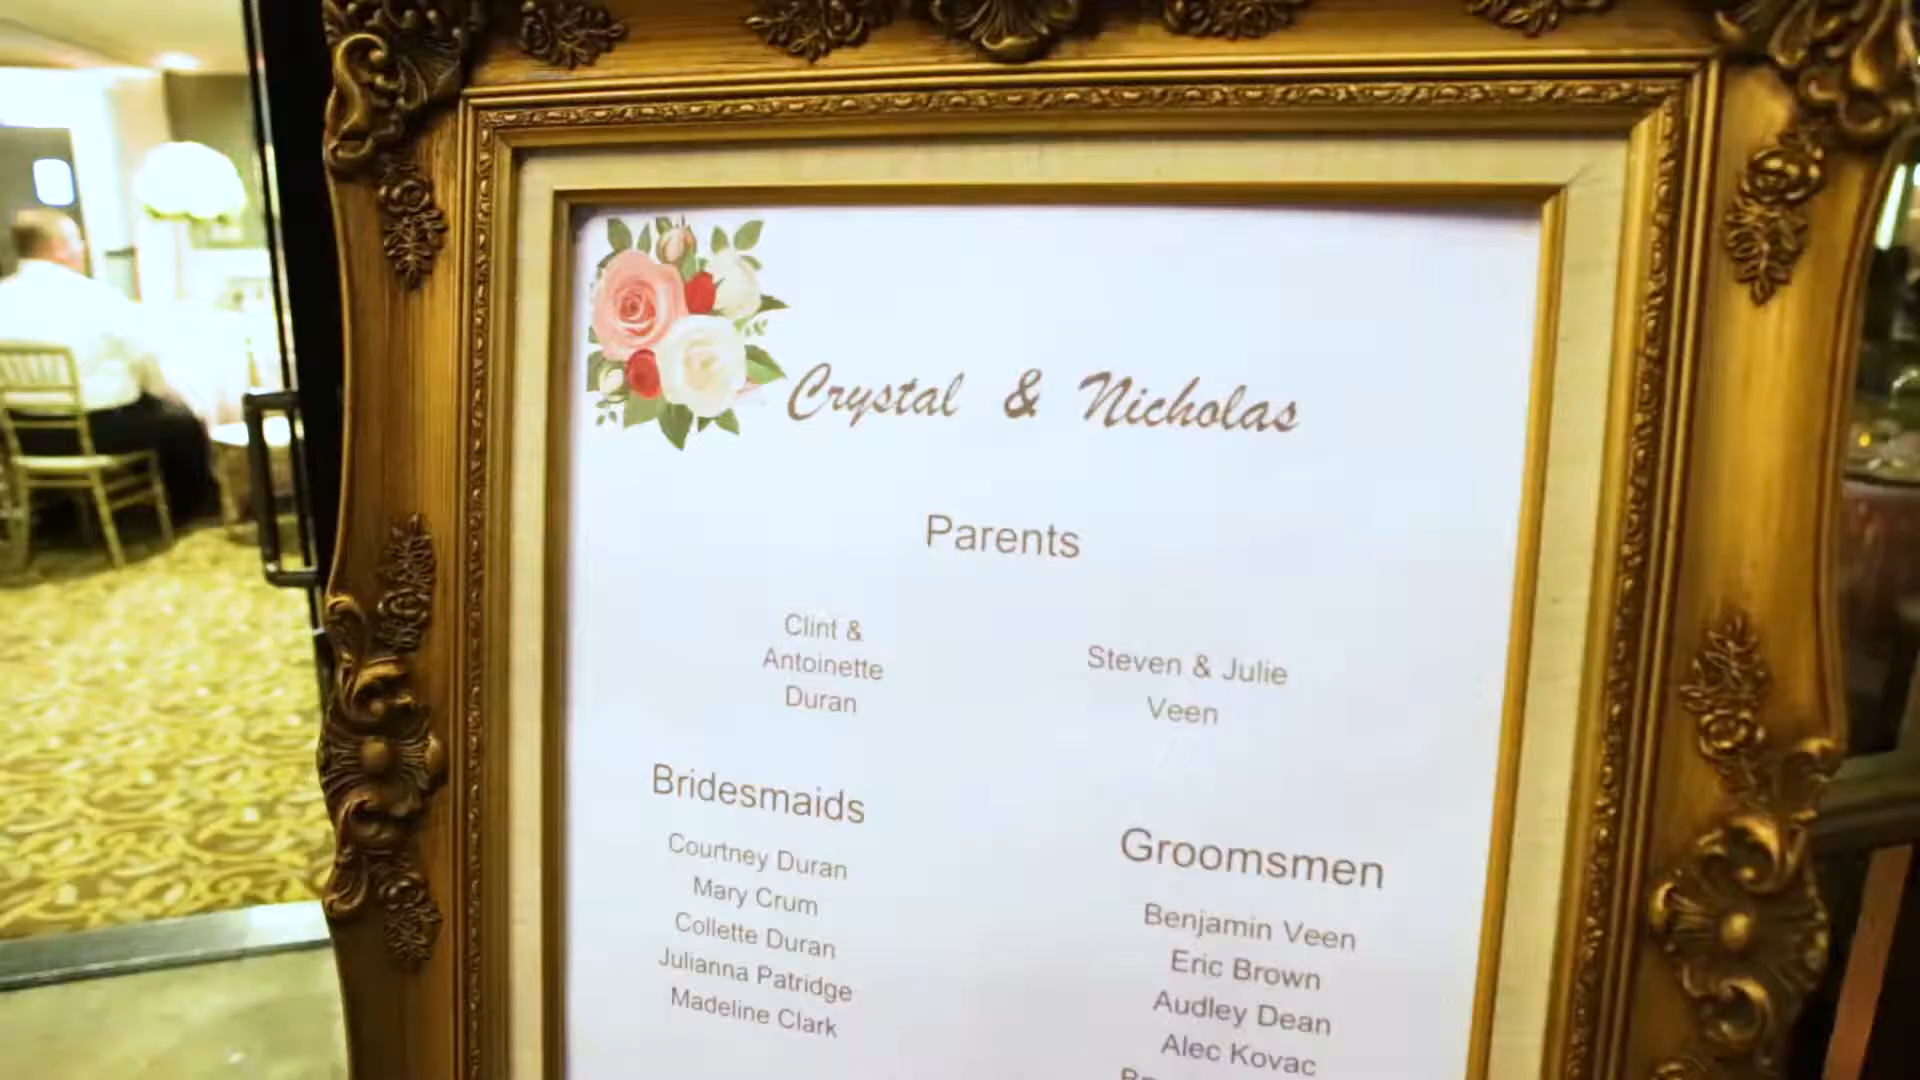 Crystal & Nicholas
Parents
Clint &
Antoinette
Duran
Steven & Julie
Veen
Bridesmaids
Courtney Duran
Mary Crum
Collette Duran
Julianna Patridge
Madeline Clark
Groomsmen
Benjamin Veen
Eric Brown
Audley Dean
Alec Kovac